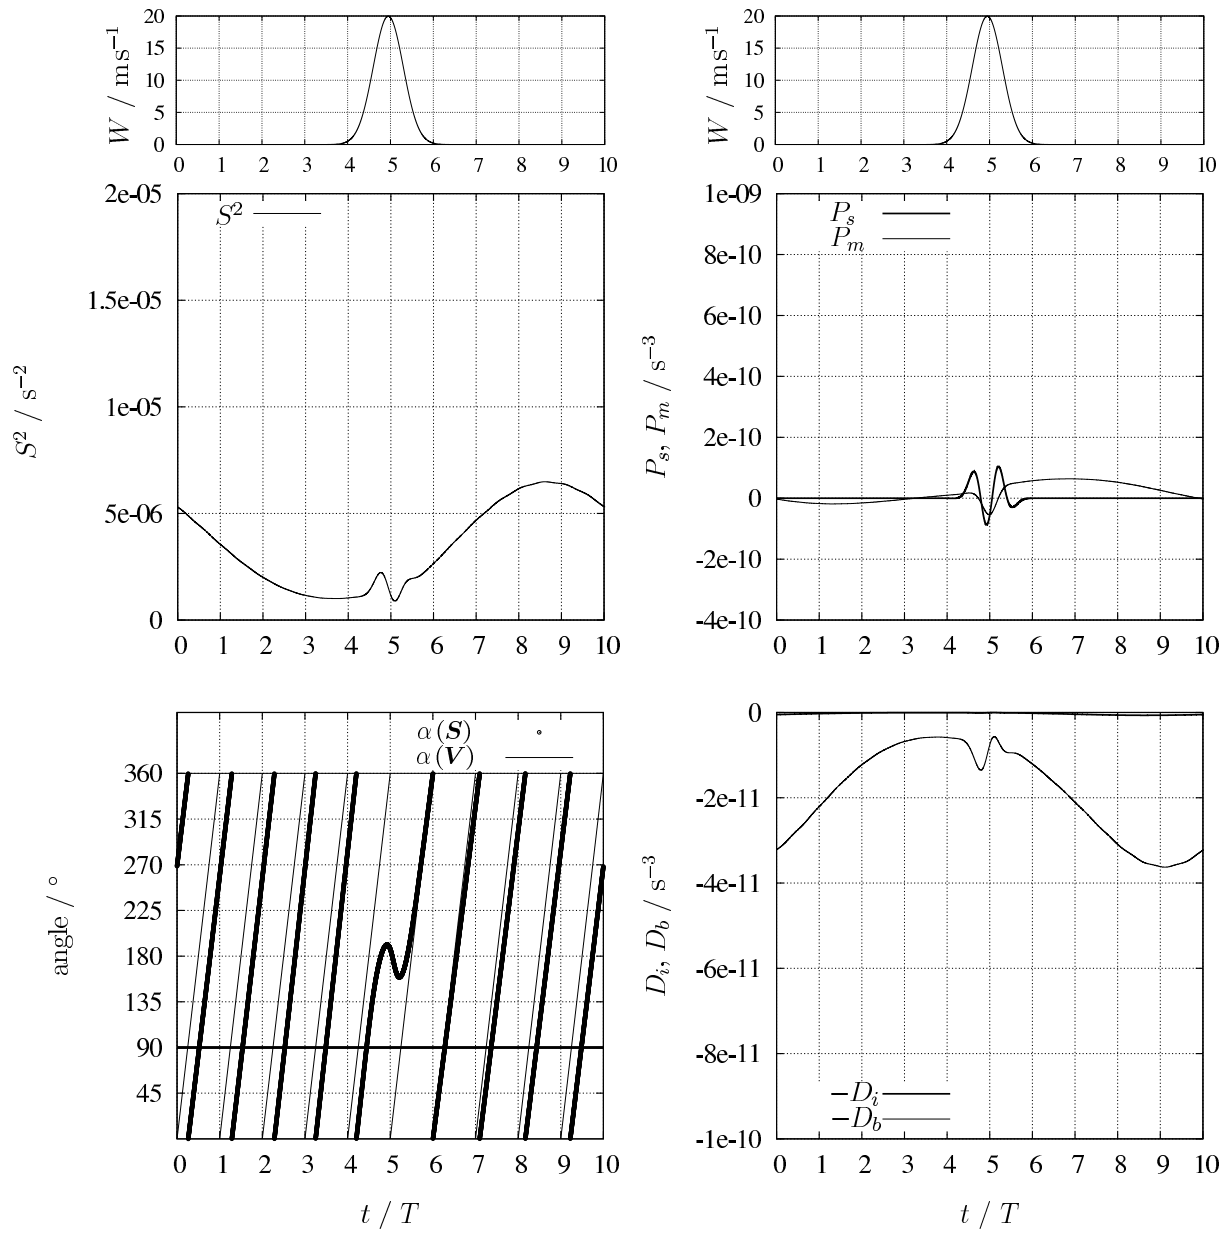 20
15
10
5
0
W / ms⁻¹
0 1 2 3 4 5 6 7 8 9 10
20
15
10
5
0
W / ms⁻¹
0 1 2 3 4 5 6 7 8 9 10
S²
2e-05
1.5e-05
1e-05
5e-06
0
S² / s⁻²
0 1 2 3 4 5 6 7 8 9 10
Pₛ
Pₘ
1e-09
8e-10
6e-10
4e-10
2e-10
0
-2e-10
-4e-10
Pₛ, Pₘ / s⁻³
0 1 2 3 4 5 6 7 8 9 10
α(S)
α(V)
360
315
270
225
180
135
90
45
angle / °
0 1 2 3 4 5 6 7 8 9 10
t / T
0
-2e-11
-4e-11
-6e-11
-8e-11
-1e-10
D_i, D_b / s⁻³
−D_i
−D_b
0 1 2 3 4 5 6 7 8 9 10
t / T